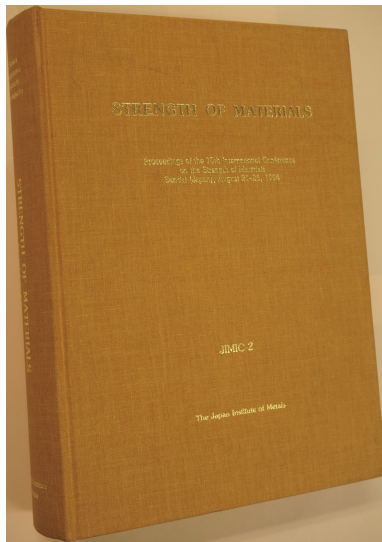 STRENGTH OF MATERIALS
Proceedings of the 10th International Conference
on the Strength of Materials
Sendai (Japan), August 21–26, 1994
JIMIC-2
The Japan Institute of Metals
STRENGTH OF MATERIALS